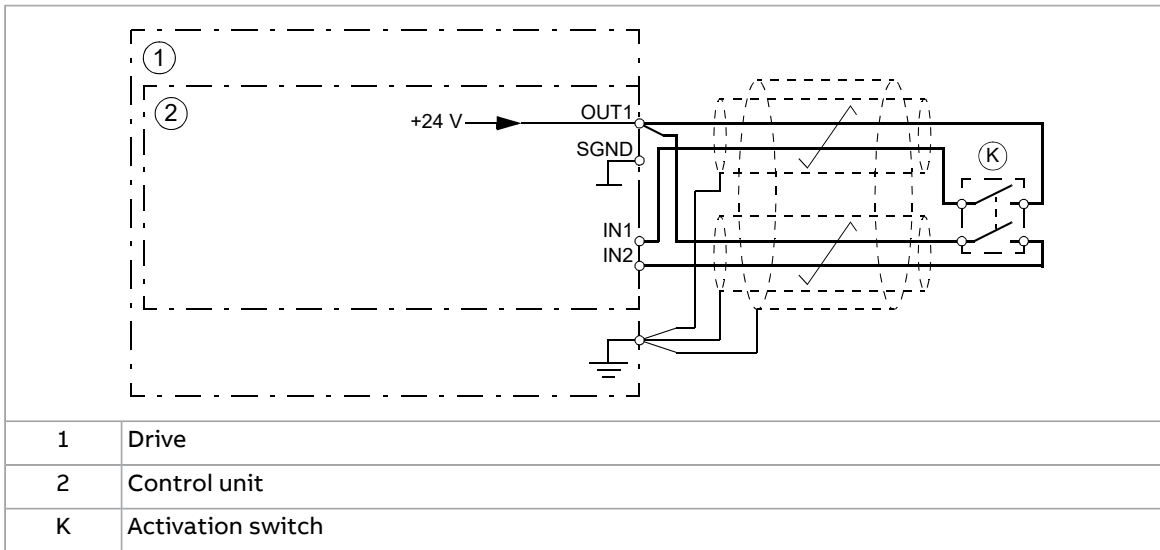 1
2
+24 V
OUT1
SGND
K
IN1
IN2
1 Drive
2 Control unit
K Activation switch